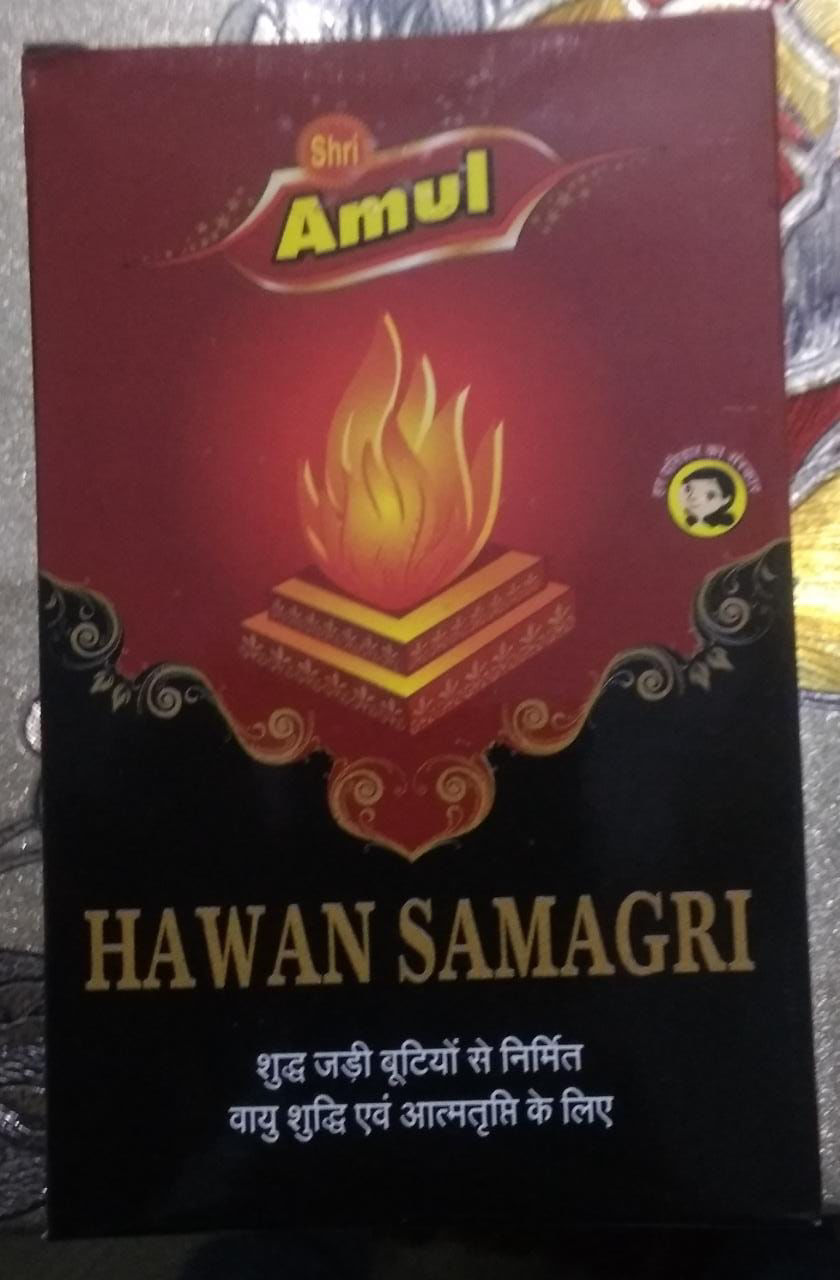 Shri
Amul
का संस्कार
HAWAN SAMAGRI
शुद्ध जड़ी बूटियों से निर्मित
वायु शुद्धि एवं आत्मतृप्ति के लिए